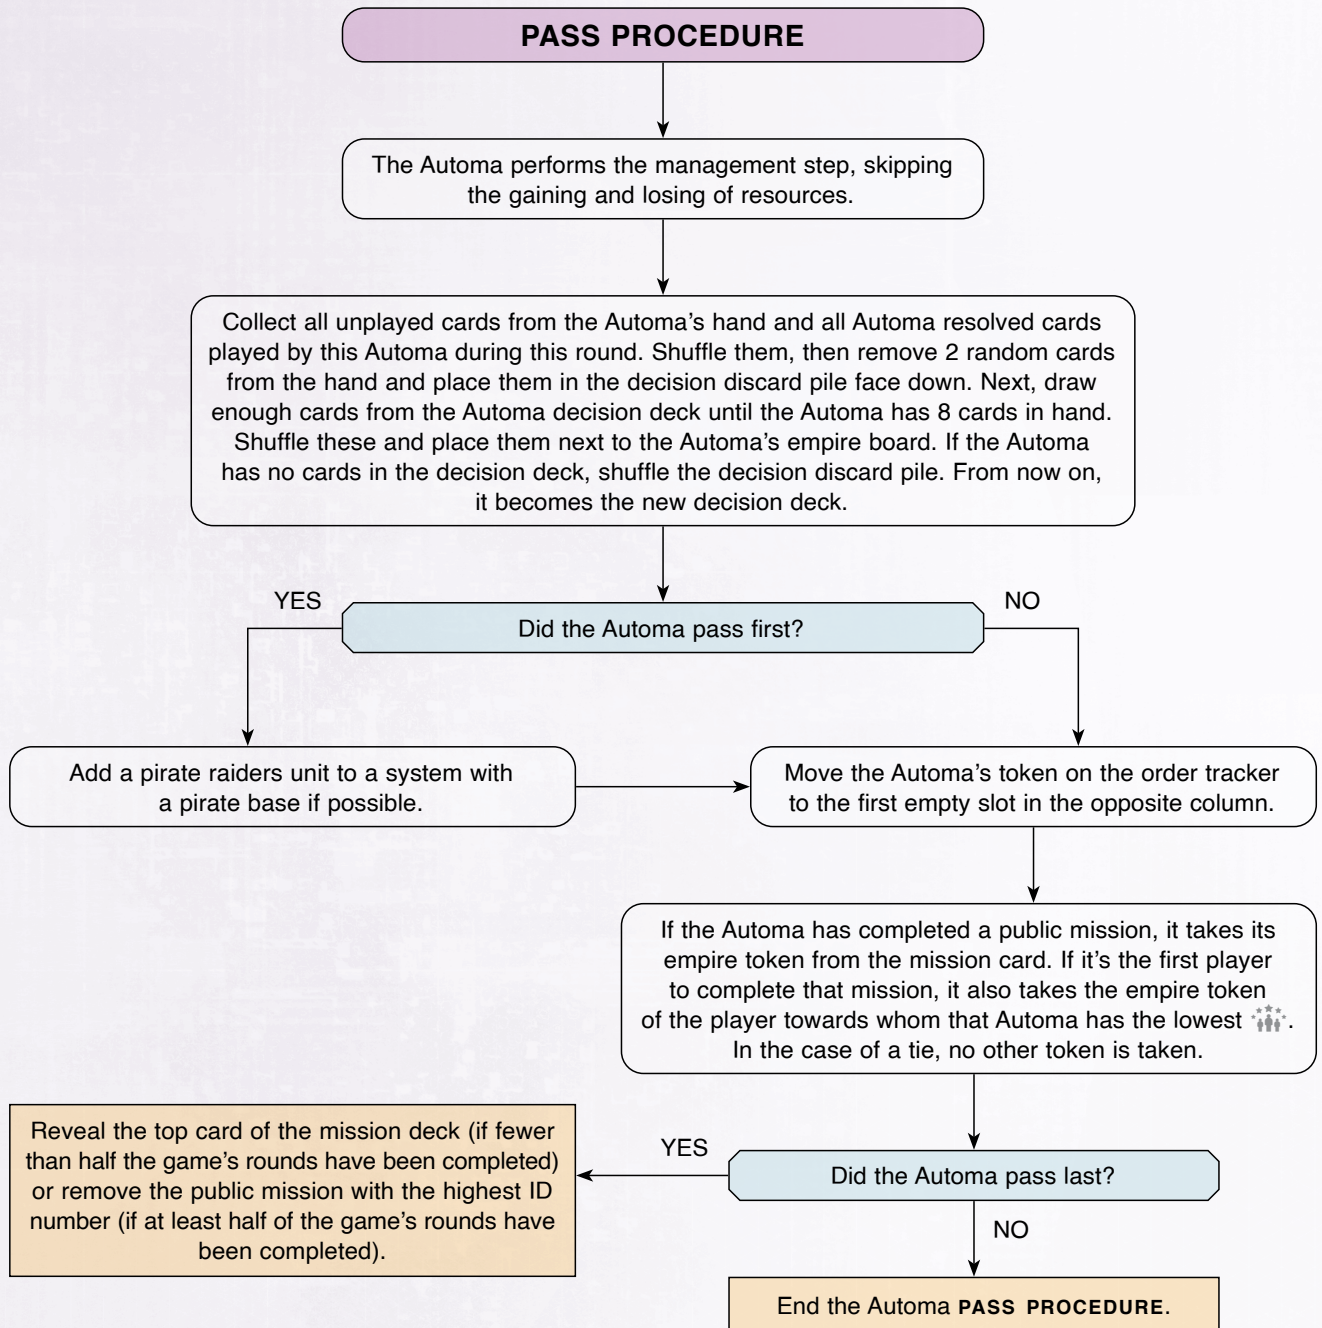 PASS PROCEDURE
The Automa performs the management step, skipping
the gaining and losing of resources.
Collect all unplayed cards from the Automa's hand and all Automa resolved cards
played by this Automa during this round. Shuffle them, then remove 2 random cards
from the hand and place them in the decision discard pile face down. Next, draw
enough cards from the Automa decision deck until the Automa has 8 cards in hand.
Shuffle these and place them next to the Automa's empire board. If the Automa
has no cards in the decision deck, shuffle the decision discard pile. From now on,
it becomes the new decision deck.
YES
NO
Did the Automa pass first?
Add a pirate raiders unit to a system with
a pirate base if possible.
Move the Automa's token on the order tracker
to the first empty slot in the opposite column.
If the Automa has completed a public mission, it takes its
empire token from the mission card. If it's the first player
to complete that mission, it also takes the empire token
of the player towards whom that Automa has the lowest .
In the case of a tie, no other token is taken.
Did the Automa pass last?
YES
Reveal the top card of the mission deck (if fewer
than half the game's rounds have been completed)
or remove the public mission with the highest ID
number (if at least half of the game's rounds have
been completed).
NO
End the Automa PASS PROCEDURE.